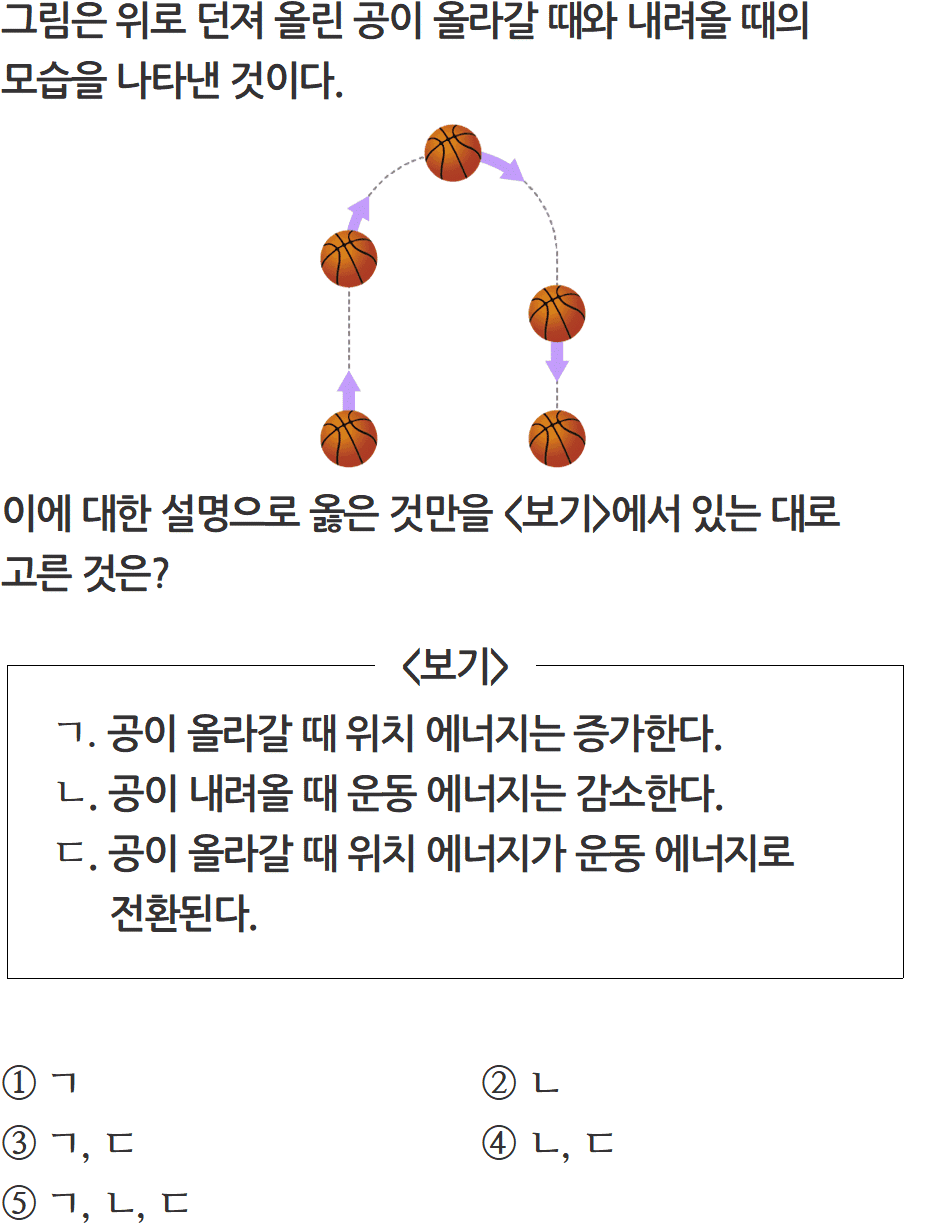 그림은 위로 던져 올린 공이 올라갈 때와 내려올 때의
모습을 나타낸 것이다.
이에 대한 설명으로 옳은 것만을 <보기>에서 있는 대로
고른 것은?
<보기>
ㄱ. 공이 올라갈 때 위치 에너지는 증가한다.
ㄴ. 공이 내려올 때 운동 에너지는 감소한다.
ㄷ. 공이 올라갈 때 위치 에너지가 운동 에너지로
전환된다.
① ㄱ ② ㄴ
③ ㄱ, ㄷ ④ ㄴ, ㄷ
⑤ ㄱ, ㄴ, ㄷ